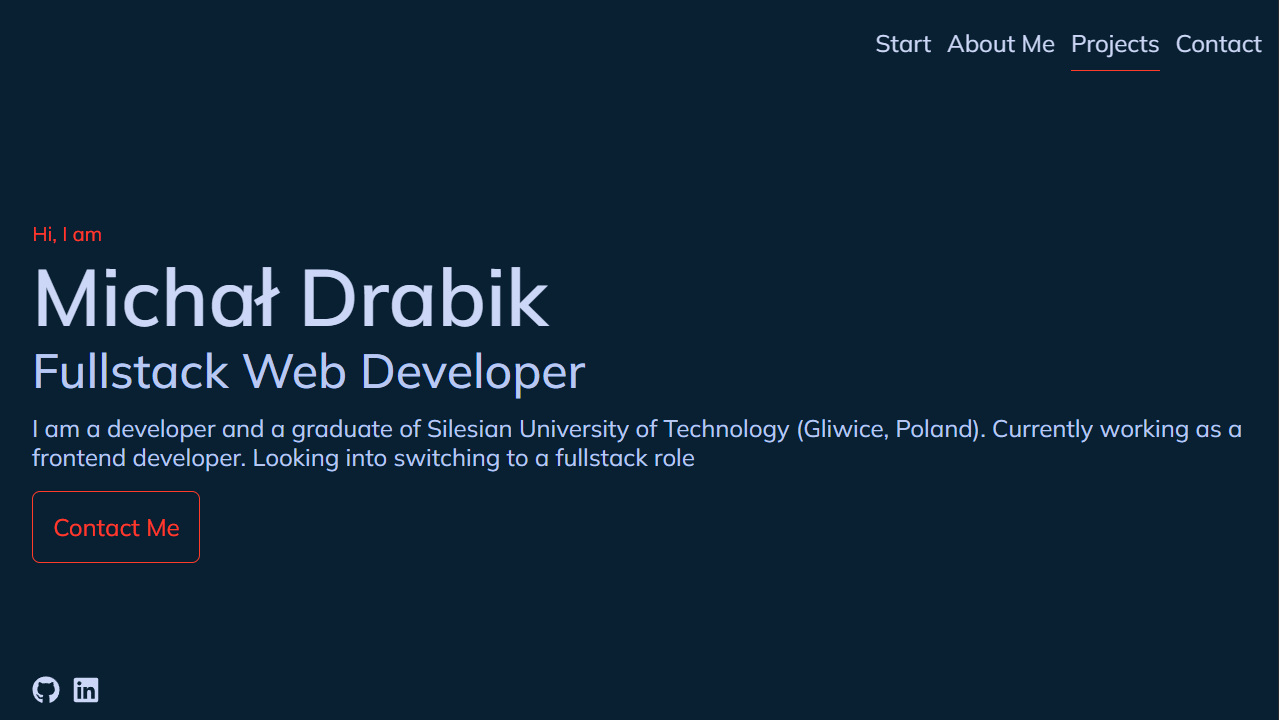 Start About Me Projects Contact
Hi, I am
Michał Drabik
Fullstack Web Developer
I am a developer and a graduate of Silesian University of Technology (Gliwice, Poland). Currently working as a
frontend developer. Looking into switching to a fullstack role
Contact Me
in